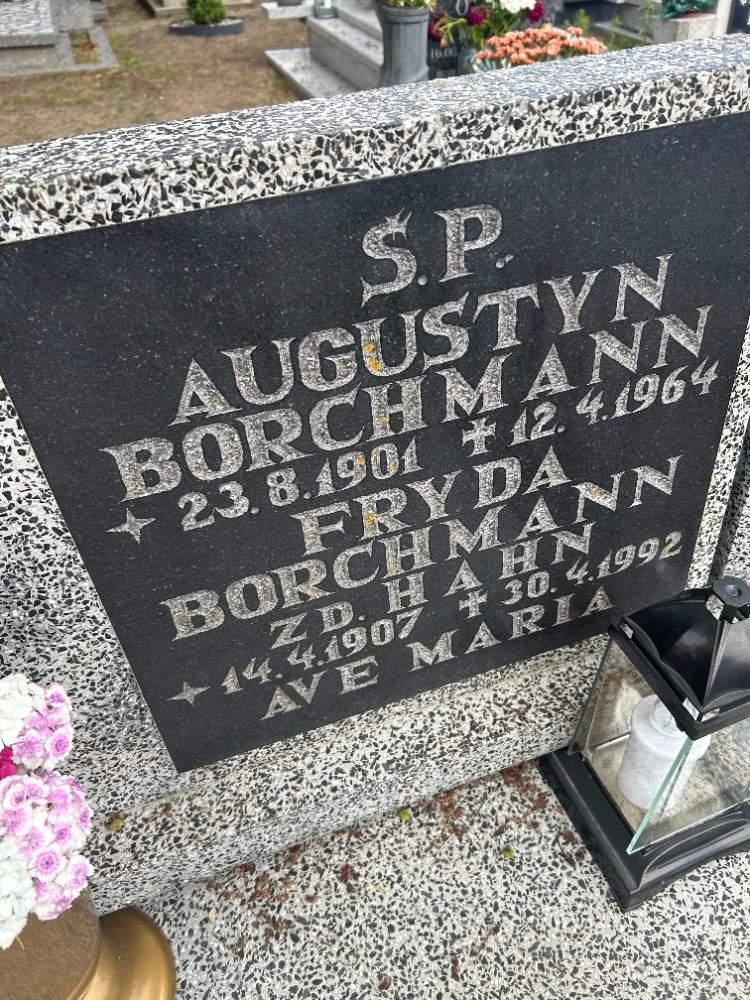 Ś.P.
AUGUSTYN
BORCHMANN
23.8.1901 ✝ 12.4.1964
FRYDA
BORCHMANN
ZD. HAHN
14.4.1907 ✝ 30.4.1992
AVE MARIA